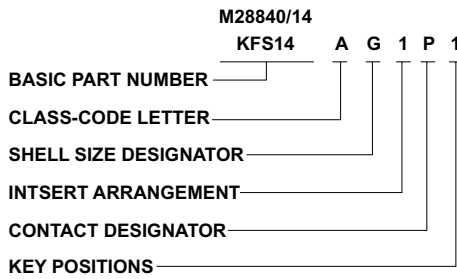 M28840/14
KFS14 A G 1 P 1
BASIC PART NUMBER
CLASS-CODE LETTER
SHELL SIZE DESIGNATOR
INTSERT ARRANGEMENT
CONTACT DESIGNATOR
KEY POSITIONS